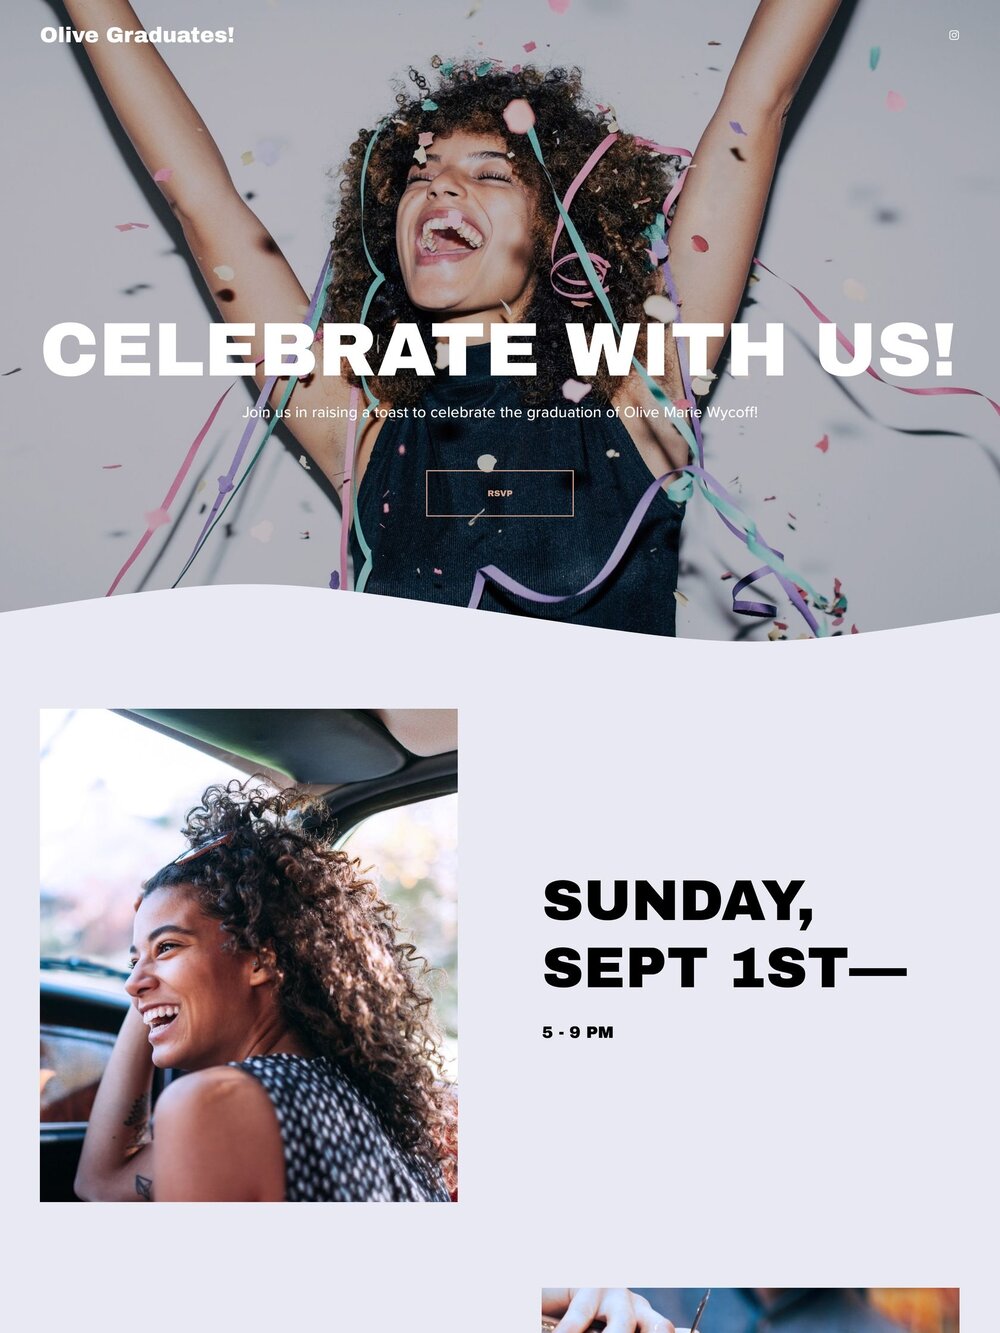 Olive Graduates!
CELEBRATE WITH US!
Join us in raising a toast to celebrate the graduation of Olive Marie Wycoff!
RSVP
SUNDAY,
SEPT 1ST—
5 - 9 PM